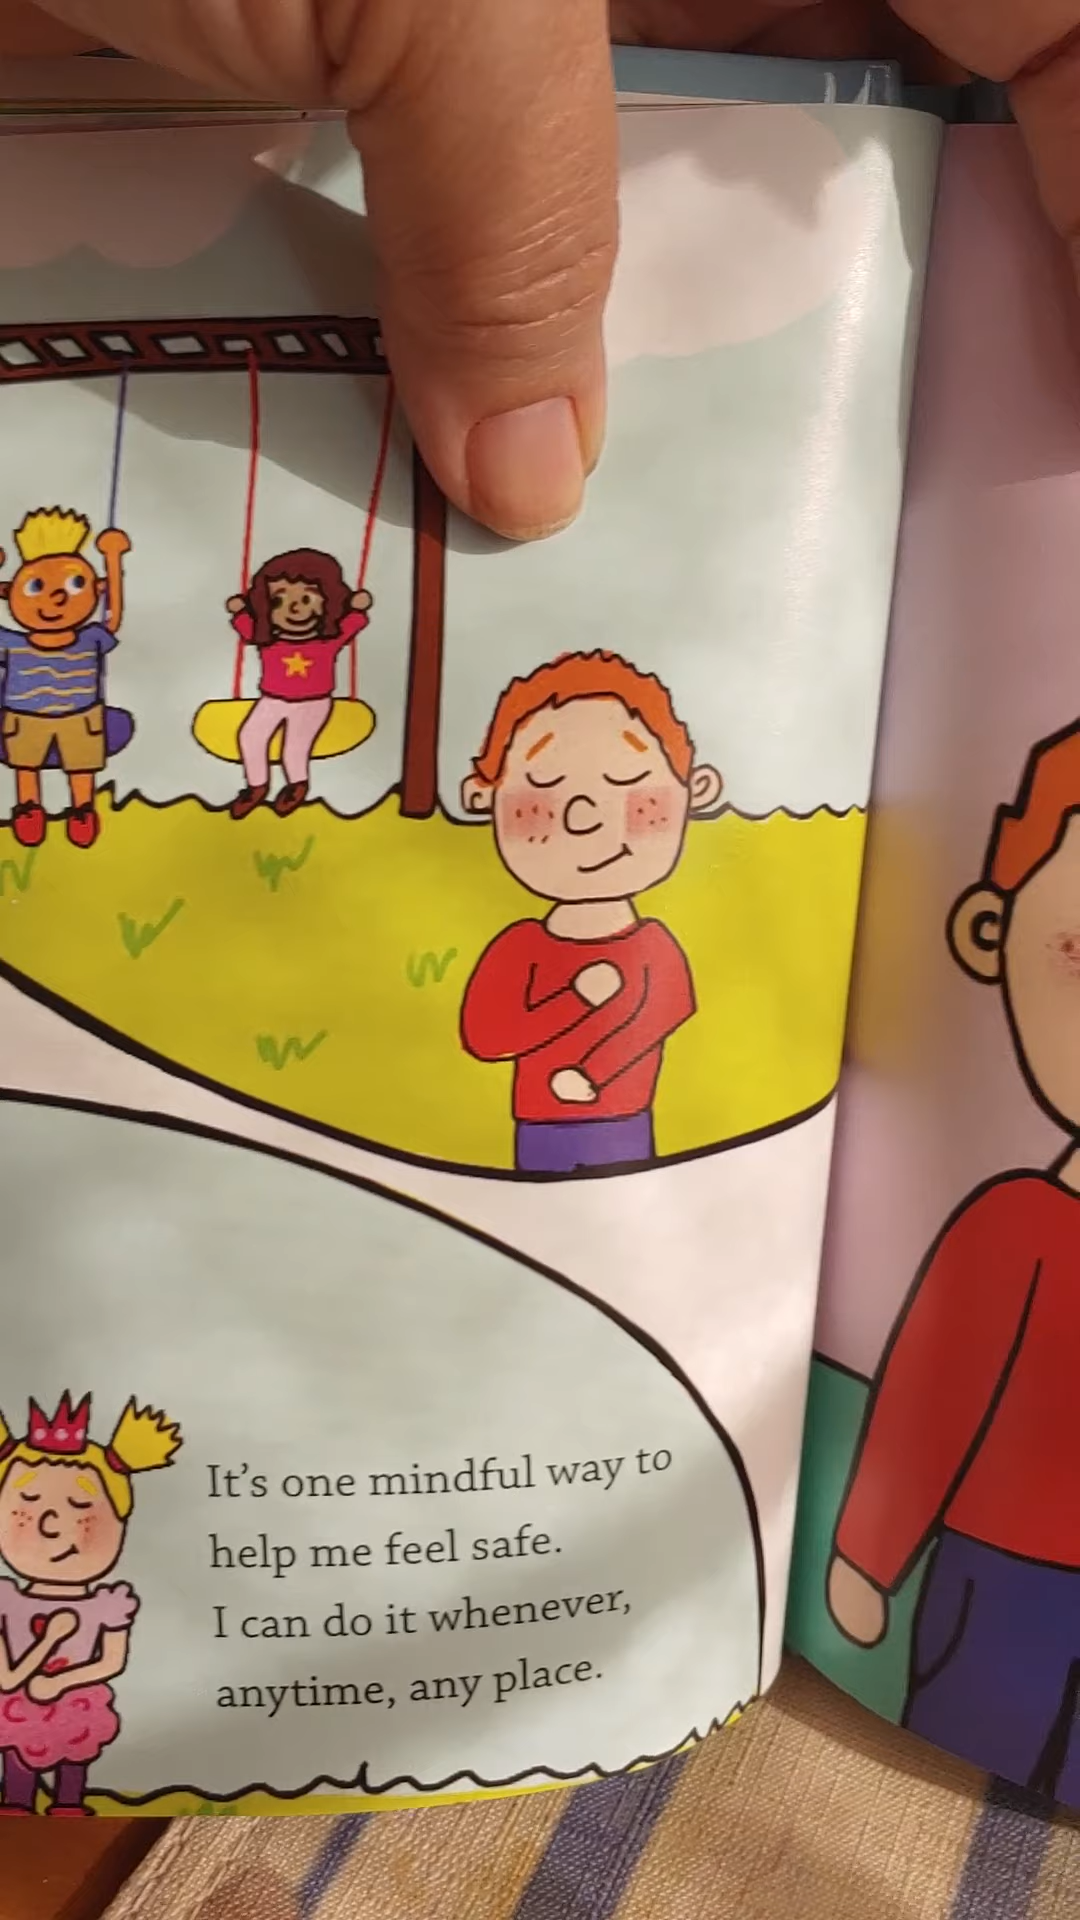 It's one mindful way to
help me feel safe.
I can do it whenever,
anytime, any place.